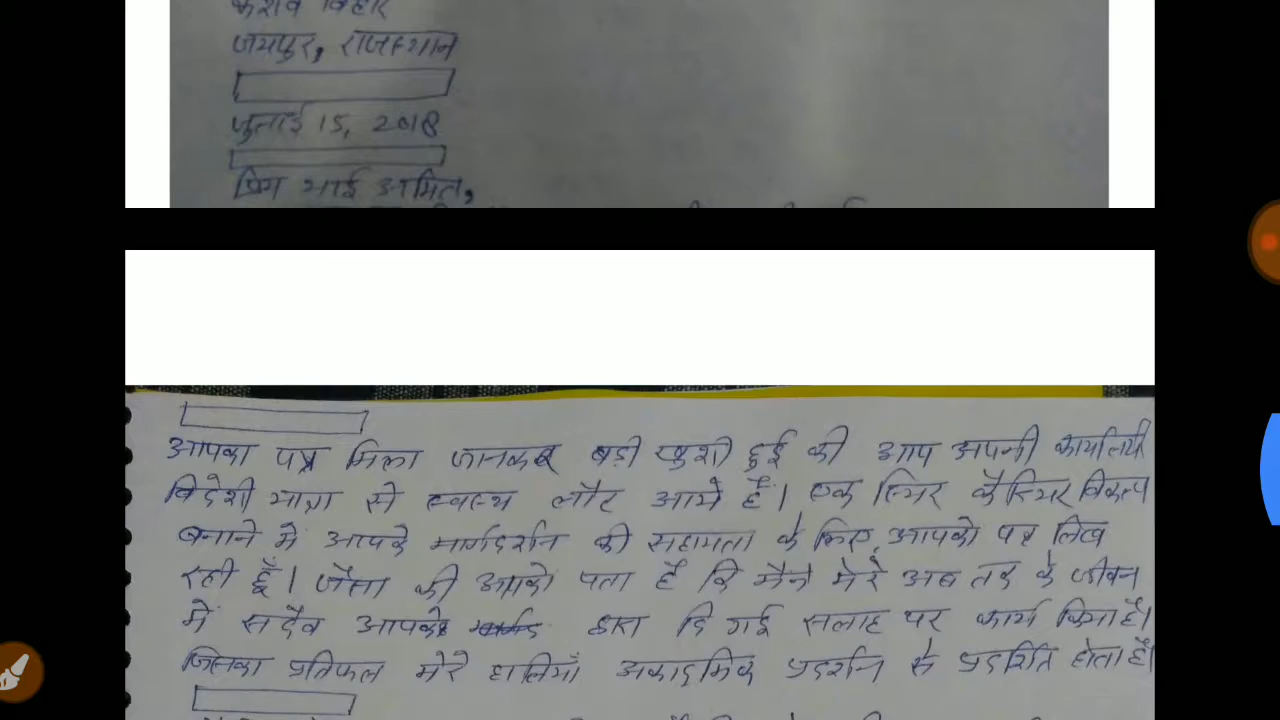 केशव विहार
जयपुर, राजस्थान
जुलाई 15, 2018
प्रिय भाई अमित,
आपका पत्र मिला जानकर बड़ी खुशी हुई की आप अपनी कार्यालयी
विदेशी यात्रा से स्वस्थ लौट आये है। एक स्थिर कैरियर विकल्प
बनाने में आपके मार्गदर्शन की सहायता के लिए, आपको पत्र लिख
रही हूँ। जैसा की आपको पता है कि मैने मेरे अब तक के जीवन
में सदैव आपके द्वारा दि गई सलाह पर कार्य किया है।
जिसका प्रतिफल मेरे हालियाँ अकादमिक प्रदर्शन से प्रदर्शित होता है।